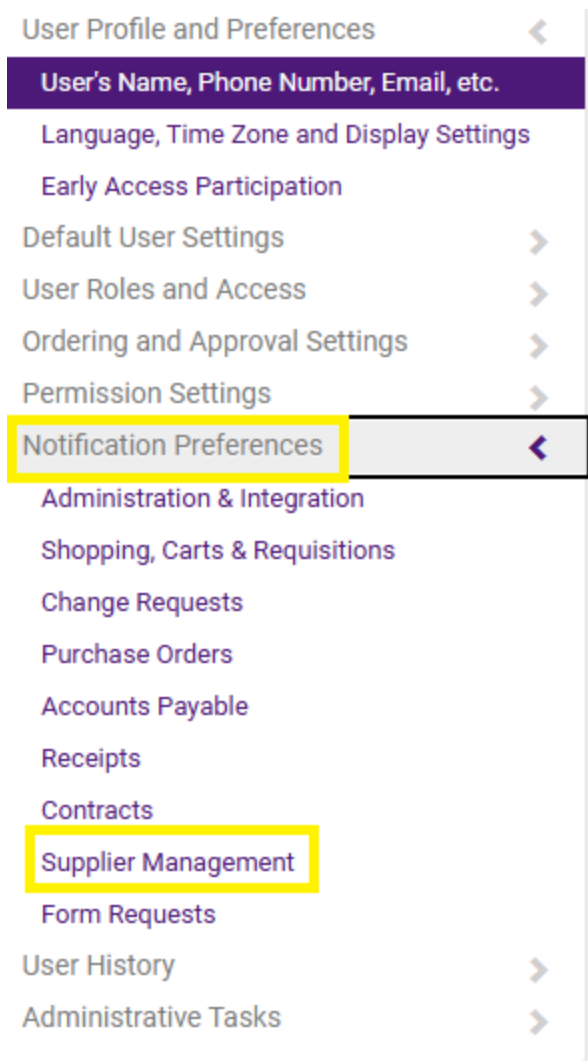 User Profile and Preferences
User's Name, Phone Number, Email, etc.
Language, Time Zone and Display Settings
Early Access Participation
Default User Settings
User Roles and Access
Ordering and Approval Settings
Permission Settings
Notification Preferences
Administration & Integration
Shopping, Carts & Requisitions
Change Requests
Purchase Orders
Accounts Payable
Receipts
Contracts
Supplier Management
Form Requests
User History
Administrative Tasks